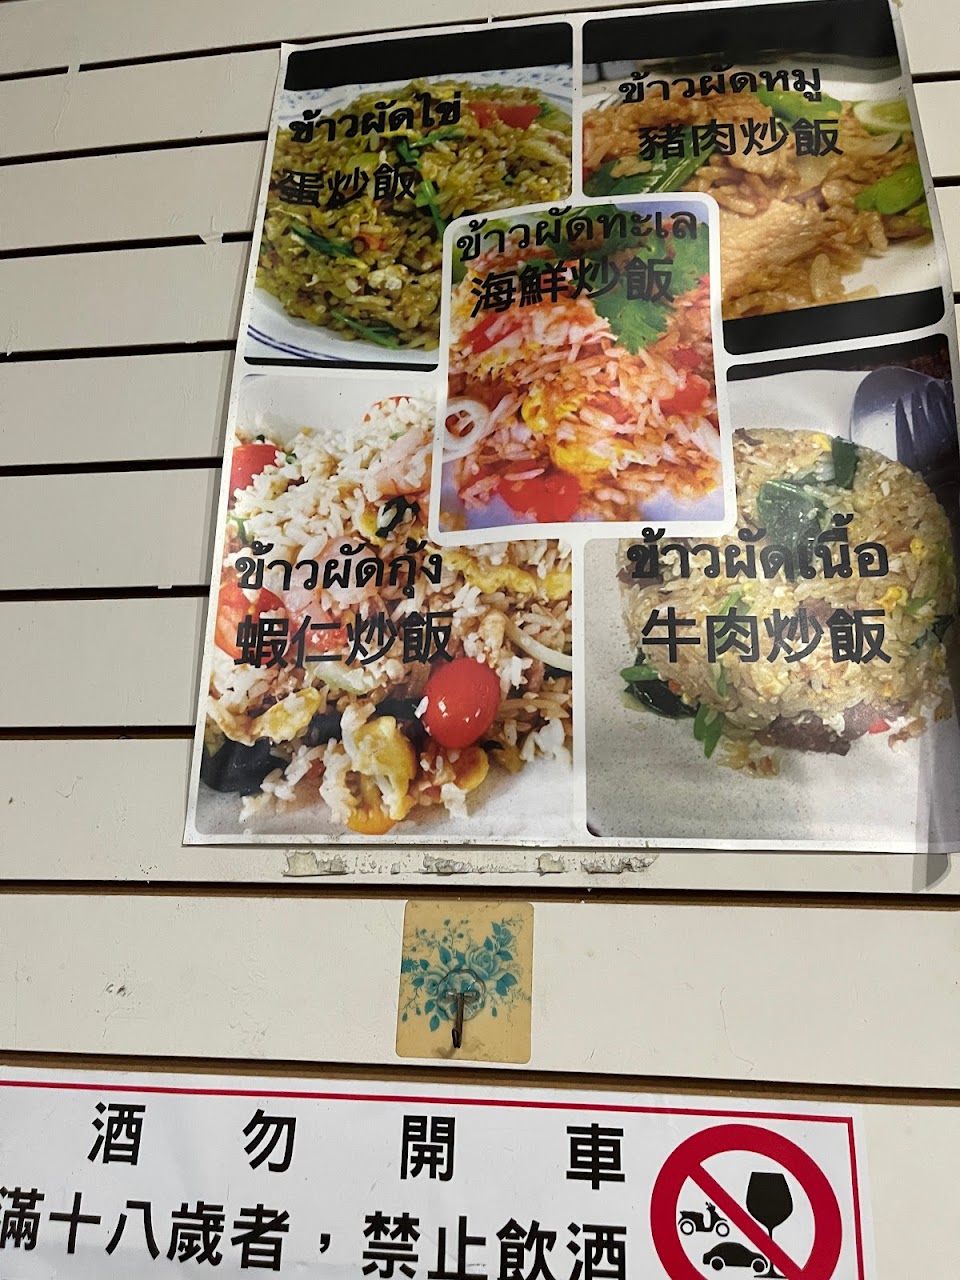 ข้าวผัดไข่
蛋炒飯
ข้าวผัดหมู
豬肉炒飯
ข้าวผัดทะเล
海鮮炒飯
ข้าวผัดกุ้ง
蝦仁炒飯
ข้าวผัดเนื้อ
牛肉炒飯
酒勿開車
滿十八歲者，禁止飲酒